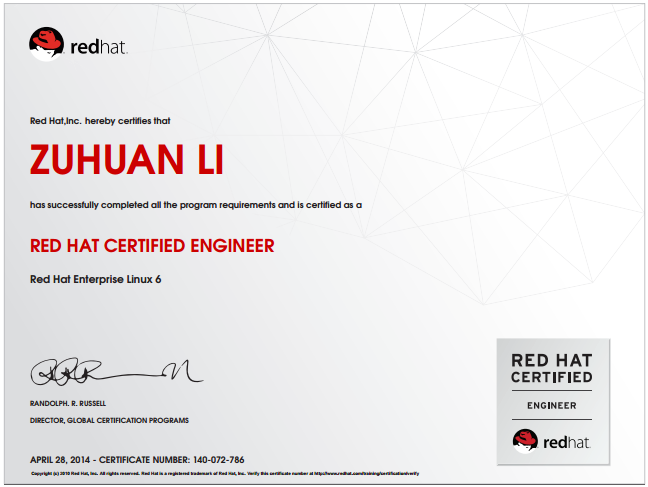 redhat.
Red Hat,Inc. hereby certifies that
ZUHUAN LI
has successfully completed all the program requirements and is certified as a
RED HAT CERTIFIED ENGINEER
Red Hat Enterprise Linux 6
RANDOLPH. R. RUSSELL
DIRECTOR, GLOBAL CERTIFICATION PROGRAMS
APRIL 28, 2014 - CERTIFICATE NUMBER: 140-072-786
Copyright (c) 2010 Red Hat, Inc. All rights reserved. Red Hat is a registered trademark of Red Hat, Inc. Verify this certificate number at http://www.redhat.com/training/certification/verify
RED HAT
CERTIFIED
ENGINEER
redhat.